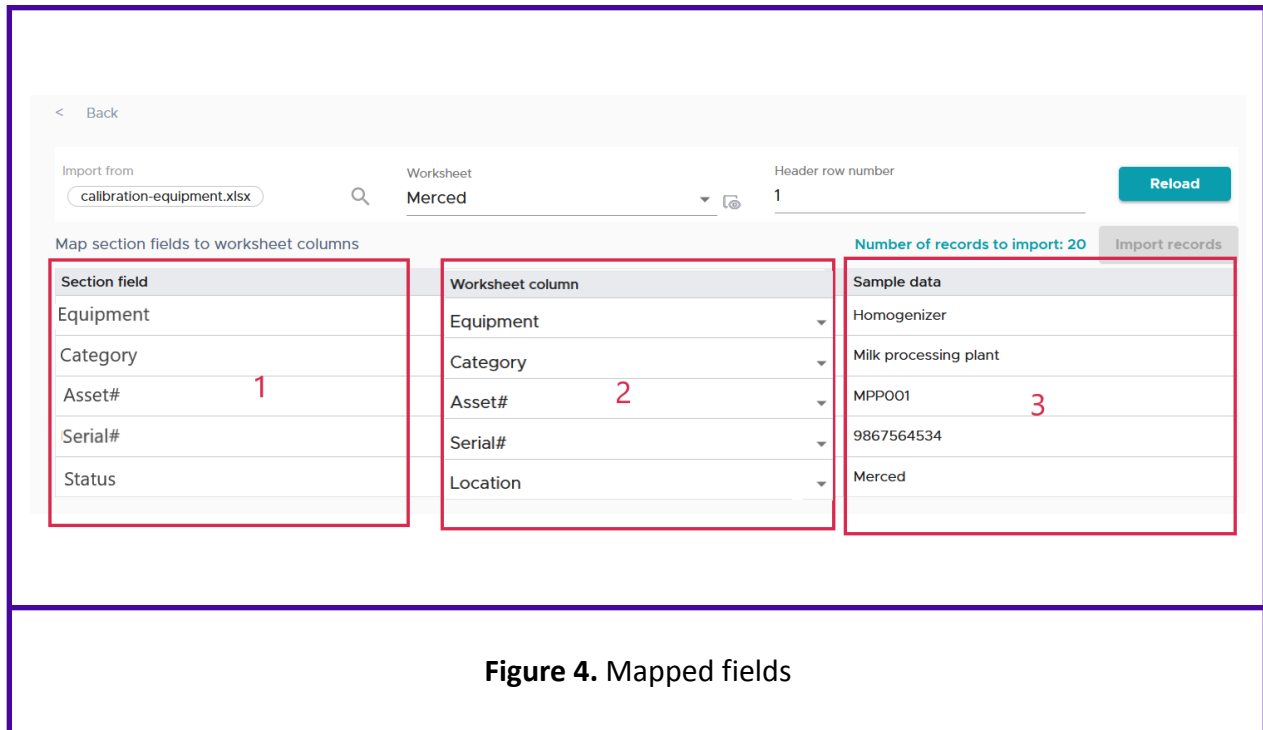 < Back
Import from
calibration-equipment.xlsx
Worksheet
Merced
Header row number
1
Reload
Map section fields to worksheet columns
Number of records to import: 20
Import records
Section field Worksheet column Sample data
Equipment Equipment Homogenizer
Category Category Milk processing plant
1 2 3
Asset# Asset# MPP001
Serial# Serial# 9867564534
Status Location Merced
Figure 4. Mapped fields